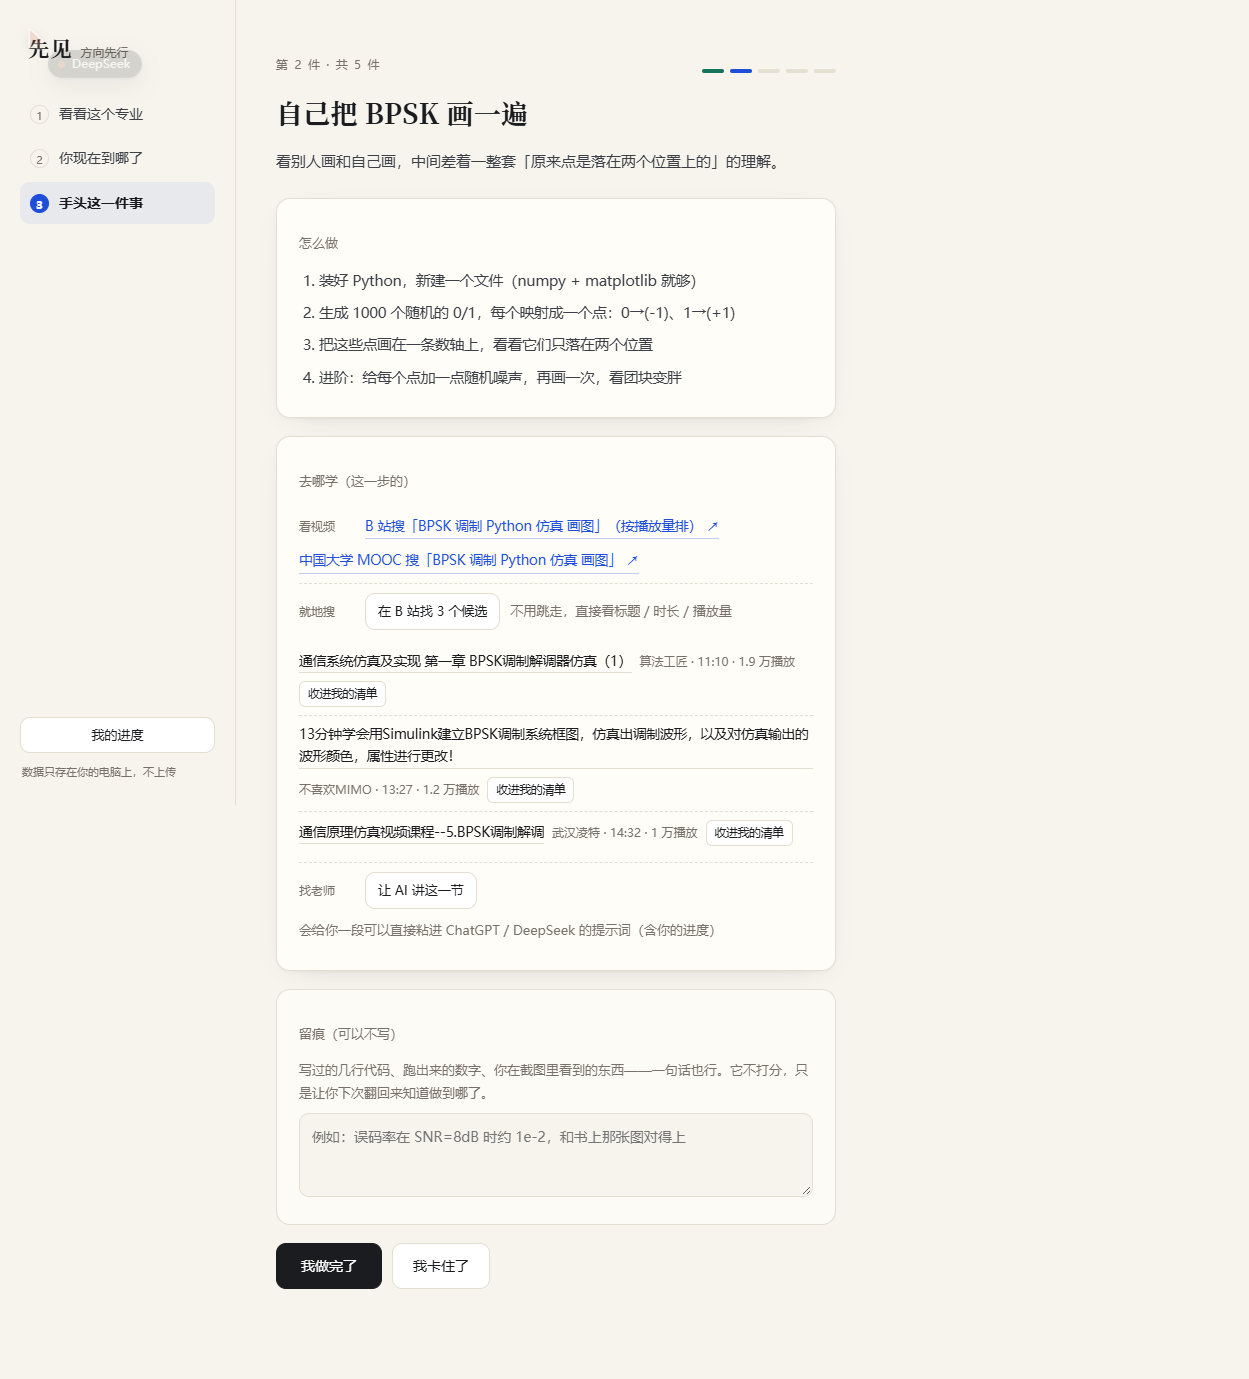 先见 方向先行
DeepSeek
1 看看这个专业
2 你现在到哪了
3 手头这一件事
我的进度
数据只存在你的电脑上，不上传
第 2 件 · 共 5 件
自己把 BPSK 画一遍
看别人画和自己画，中间差着一整套「原来点是落在两个位置上的」的理解。
怎么做
1. 装好 Python，新建一个文件（numpy + matplotlib 就够）
2. 生成 1000 个随机的 0/1，每个映射成一个点：0→(-1)、1→(+1)
3. 把这些点画在一条数轴上，看看它们只落在两个位置
4. 进阶：给每个点加一点随机噪声，再画一次，看团块变胖
去哪学（这一步的）
看视频 B 站搜「BPSK 调制 Python 仿真 画图」（按播放量排） ↗
中国大学 MOOC 搜「BPSK 调制 Python 仿真 画图」 ↗
就地搜 在 B 站找 3 个候选 不用跳走，直接看标题 / 时长 / 播放量
通信系统仿真及实现 第一章 BPSK调制解调器仿真（1） 算法工匠 · 11:10 · 1.9 万播放
收进我的清单
13分钟学会用Simulink建立BPSK调制系统框图，仿真出调制波形，以及对仿真输出的
波形颜色，属性进行更改！
不喜欢MIMO · 13:27 · 1.2 万播放 收进我的清单
通信原理仿真视频课程--5.BPSK调制解调 武汉凌特 · 14:32 · 1 万播放 收进我的清单
找老师 让 AI 讲这一节
会给你一段可以直接粘进 ChatGPT / DeepSeek 的提示词（含你的进度）
留痕（可以不写）
写过的几行代码、跑出来的数字、你在截图里看到的东西——一句话也行。它不打分，只
是让你下次翻回来知道做到哪了。
例如：误码率在 SNR=8dB 时约 1e-2，和书上那张图对得上
我做完了 我卡住了